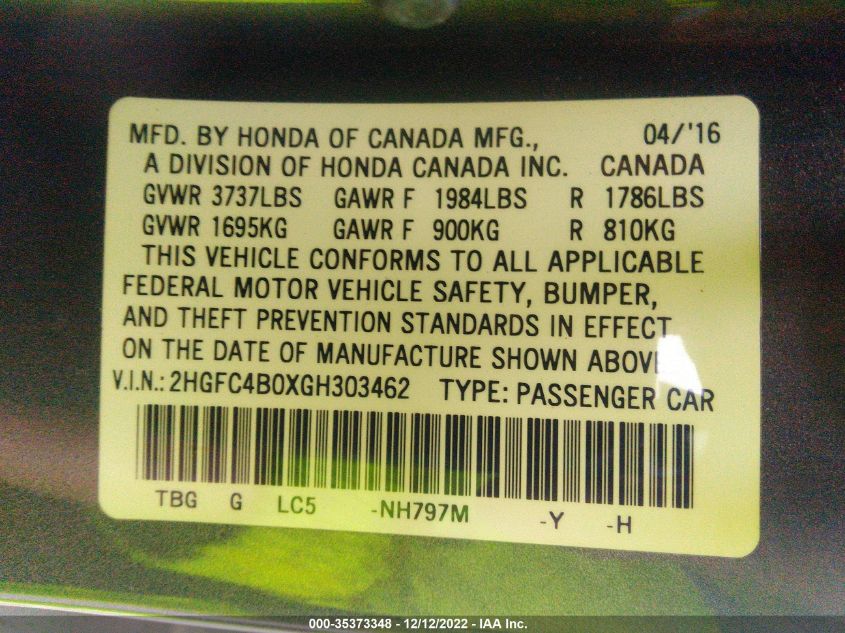 MFD. BY HONDA OF CANADA MFG., 04/'16
A DIVISION OF HONDA CANADA INC. CANADA
GVWR 3737LBS GAWR F 1984LBS R 1786LBS
GVWR 1695KG GAWR F 900KG R 810KG
THIS VEHICLE CONFORMS TO ALL APPLICABLE
FEDERAL MOTOR VEHICLE SAFETY, BUMPER,
AND THEFT PREVENTION STANDARDS IN EFFECT
ON THE DATE OF MANUFACTURE SHOWN ABOVE
V.I.N.: 2HGFC4B0XGH303462 TYPE: PASSENGER CAR
TBG G LC5 -NH797M -Y -H
000-35373348 - 12/12/2022 - IAA Inc.